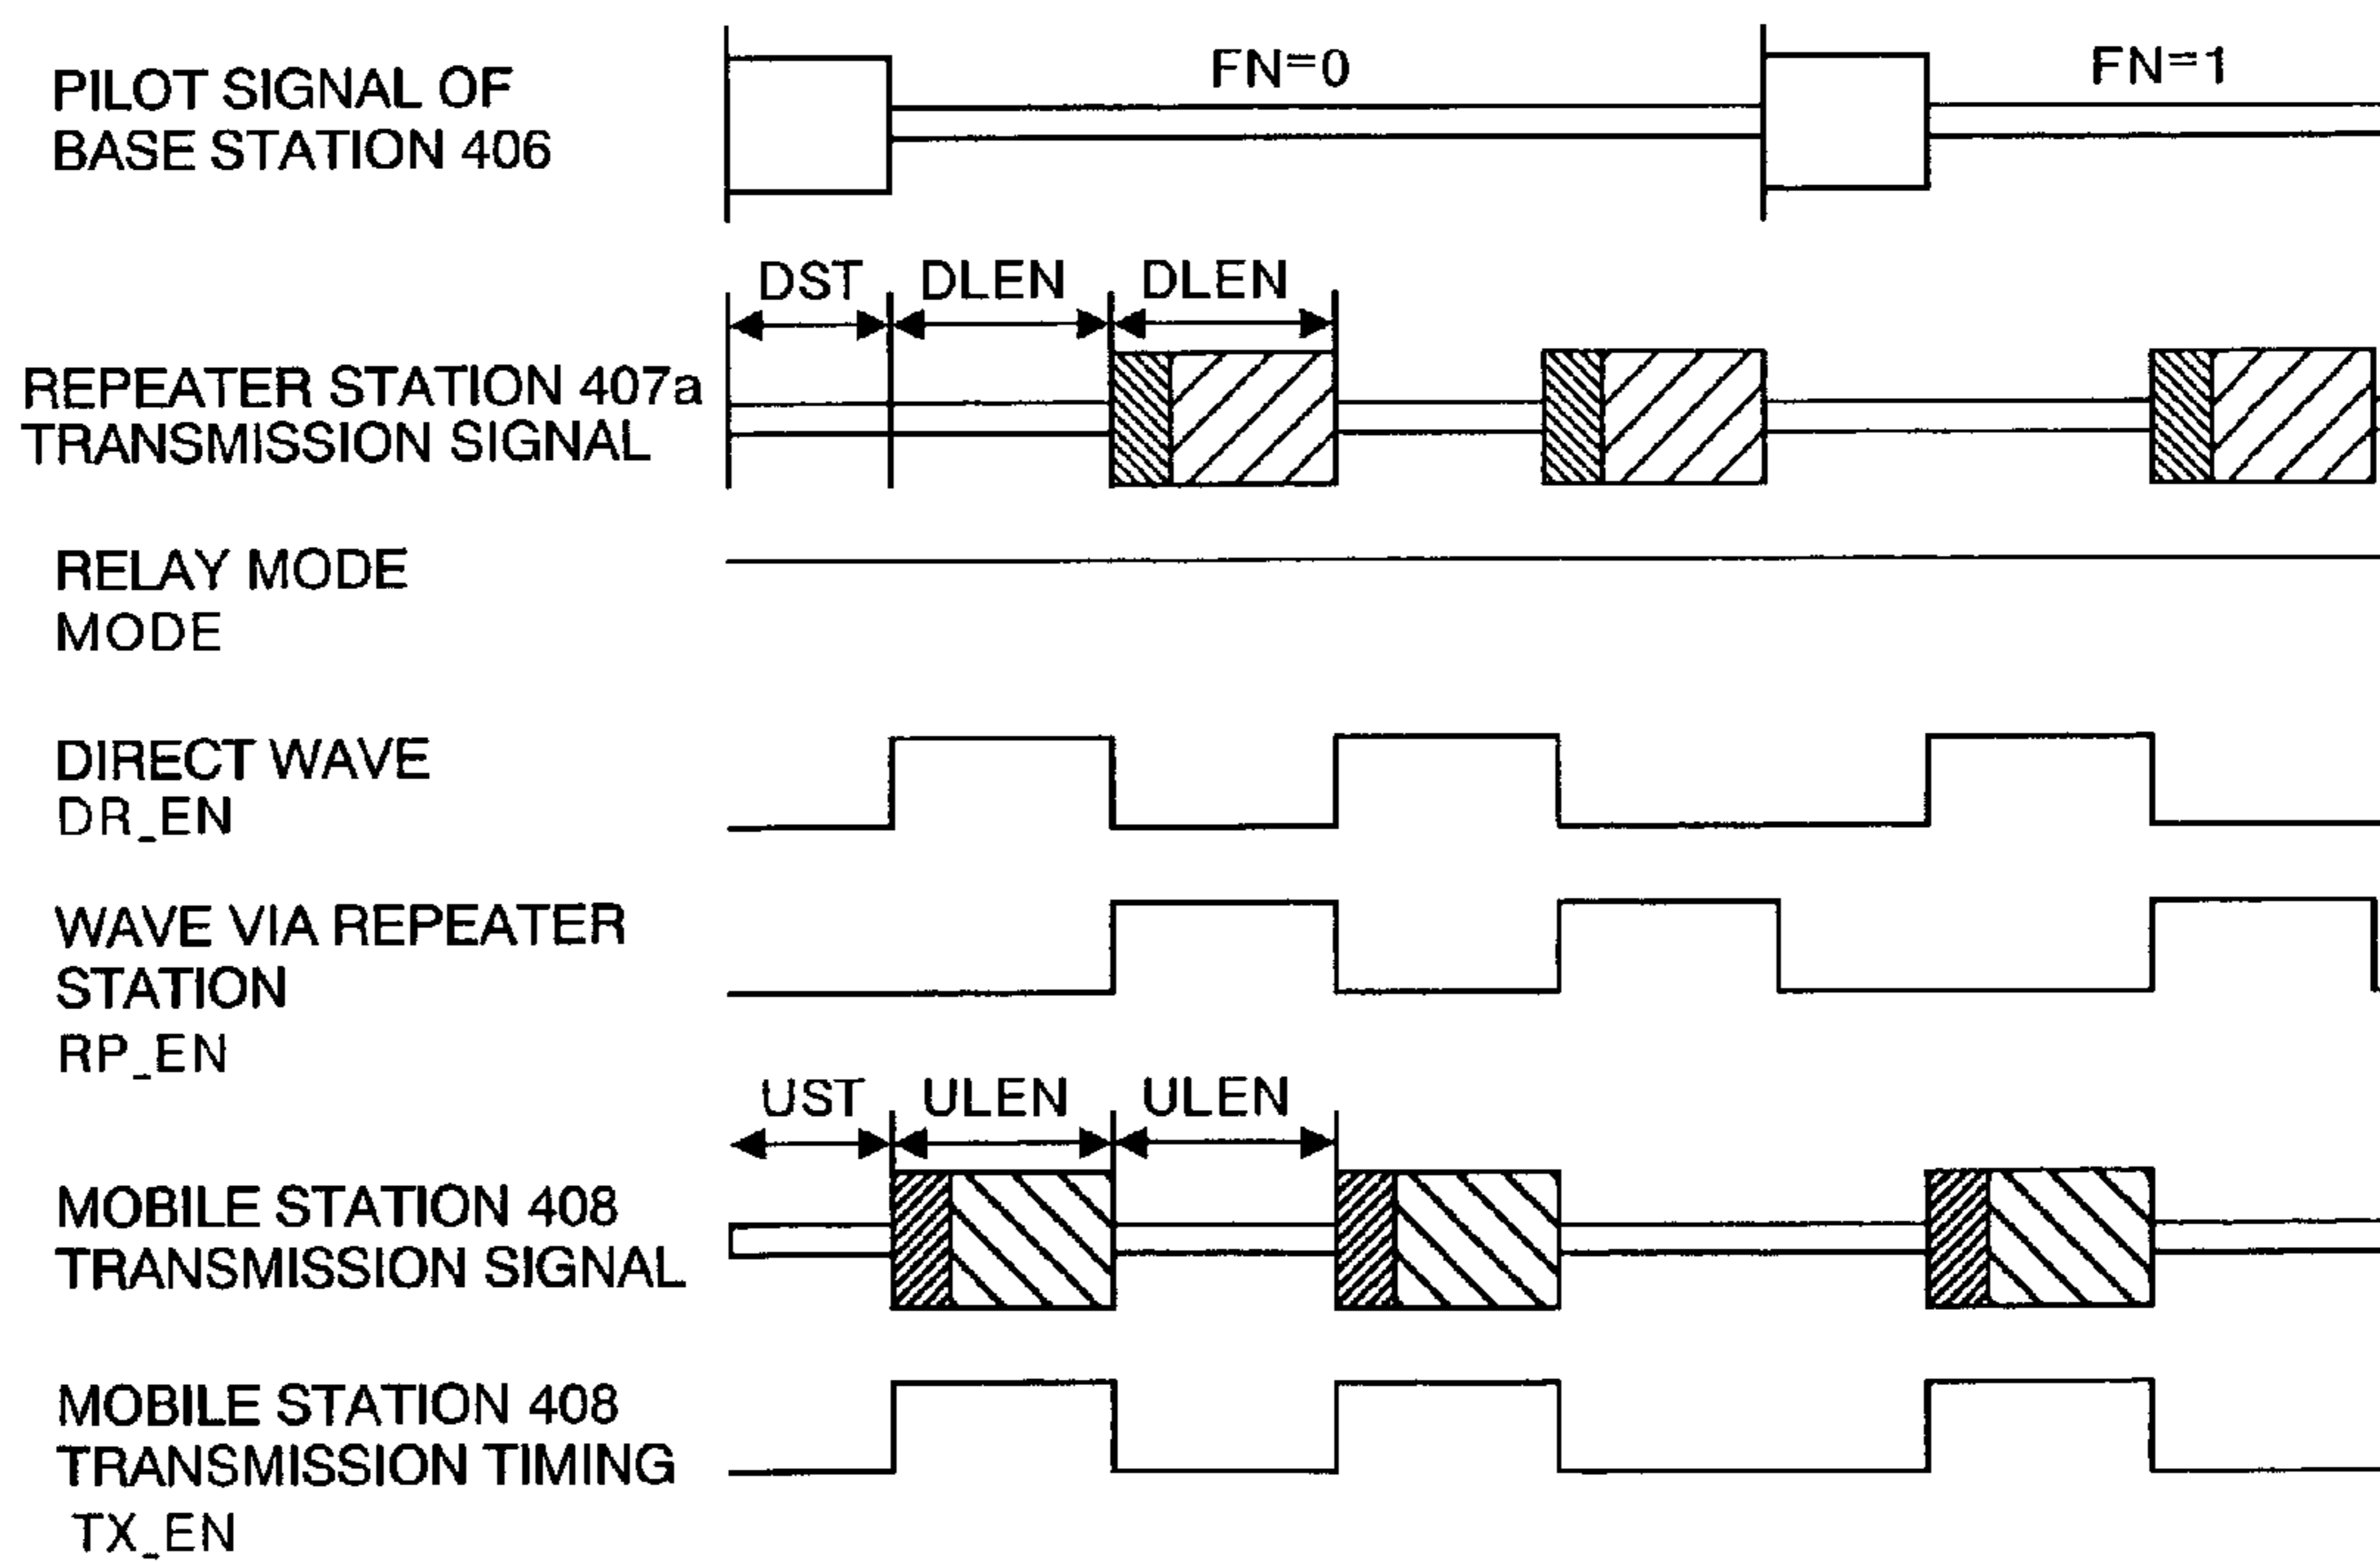 PILOT SIGNAL OF
BASE STATION 406
FN=0
FN=1
DST
DLEN
DLEN
REPEATER STATION 407a
TRANSMISSION SIGNAL
RELAY MODE
MODE
DIRECT WAVE
DR_EN
WAVE VIA REPEATER
STATION
RP_EN
UST
ULEN
ULEN
MOBILE STATION 408
TRANSMISSION SIGNAL
MOBILE STATION 408
TRANSMISSION TIMING
TX_EN